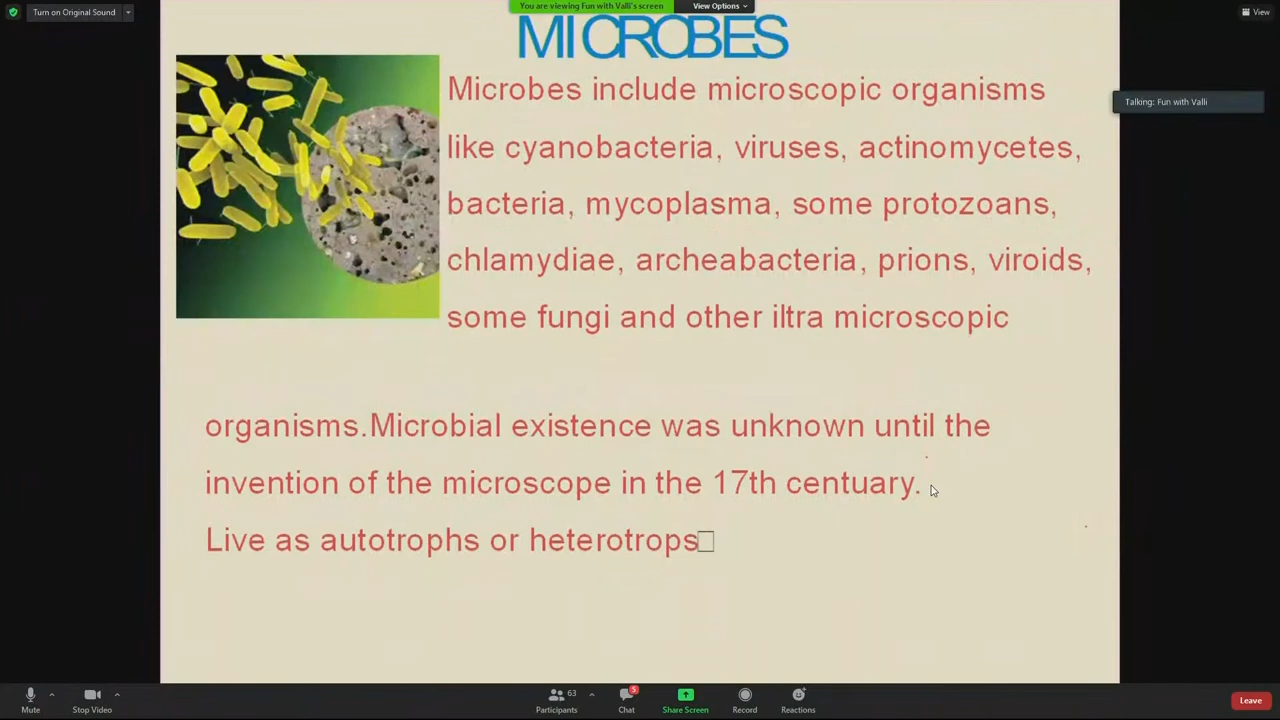 You are viewing Fun with Valli's screen
View Options
Turn on Original Sound
View
MICROBES
Microbes include microscopic organisms
like cyanobacteria, viruses, actinomycetes,
bacteria, mycoplasma, some protozoans,
chlamydiae, archeabacteria, prions, viroids,
some fungi and other iltra microscopic
organisms.Microbial existence was unknown until the
invention of the microscope in the 17th centuary.
Live as autotrophs or heterotrops
Talking: Fun with Valli
Mute
Stop Video
63
Participants
5
Chat
Share Screen
Record
Reactions
Leave